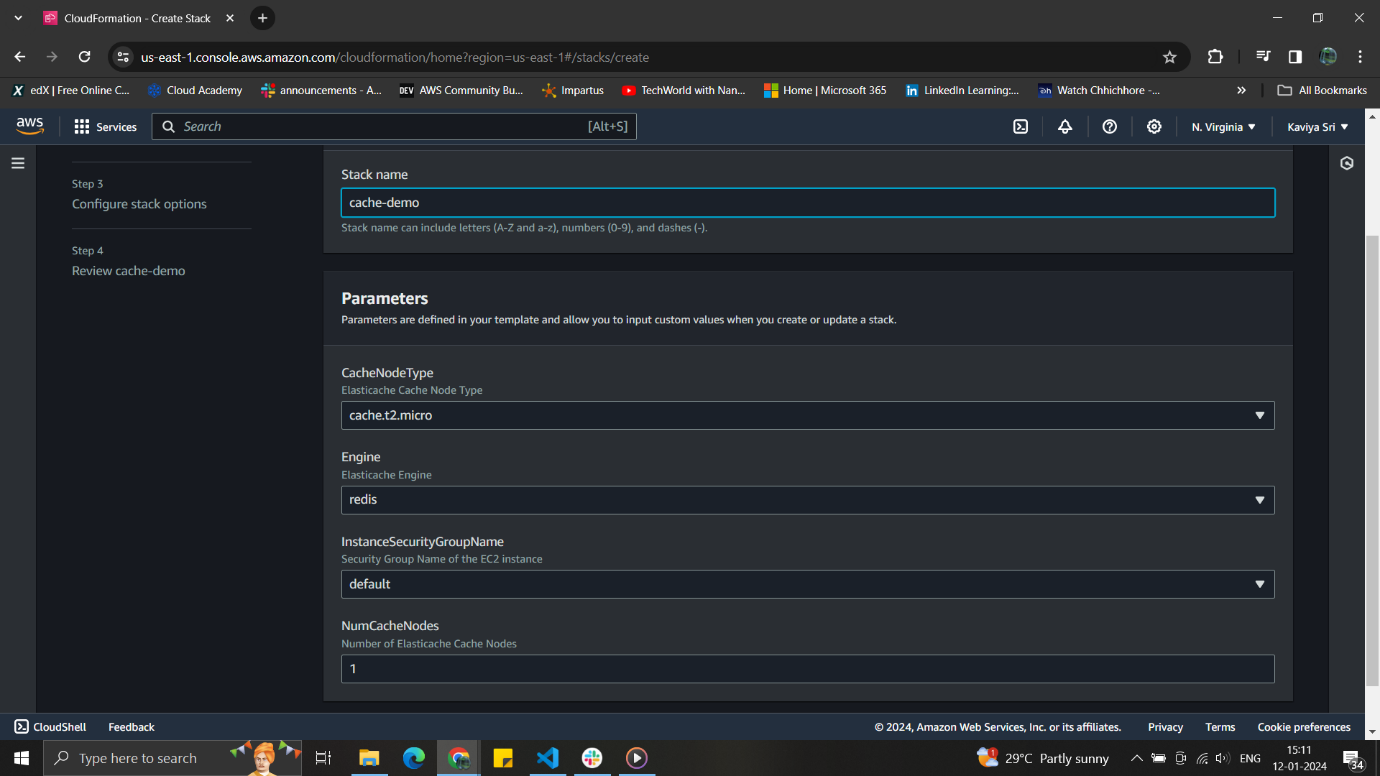 CloudFormation - Create Stack
us-east-1.console.aws.amazon.com/cloudformation/home?region=us-east-1#/stacks/create
edX | Free Online C...
Cloud Academy
announcements - A...
DEV AWS Community Bu...
Impartus
TechWorld with Nan...
Home | Microsoft 365
LinkedIn Learning:...
Watch Chhichhore -...
»
All Bookmarks
aws
Services
Search
[Alt+S]
N. Virginia
Kaviya Sri
Step 3
Configure stack options
Step 4
Review cache-demo
Stack name
cache-demo
Stack name can include letters (A-Z and a-z), numbers (0-9), and dashes (-).
Parameters
Parameters are defined in your template and allow you to input custom values when you create or update a stack.
CacheNodeType
Elasticache Cache Node Type
cache.t2.micro
Engine
Elasticache Engine
redis
InstanceSecurityGroupName
Security Group Name of the EC2 instance
default
NumCacheNodes
Number of Elasticache Cache Nodes
1
CloudShell
Feedback
© 2024, Amazon Web Services, Inc. or its affiliates.
Privacy
Terms
Cookie preferences
Type here to search
1
29°C Partly sunny
ENG
15:11
12-01-2024
34